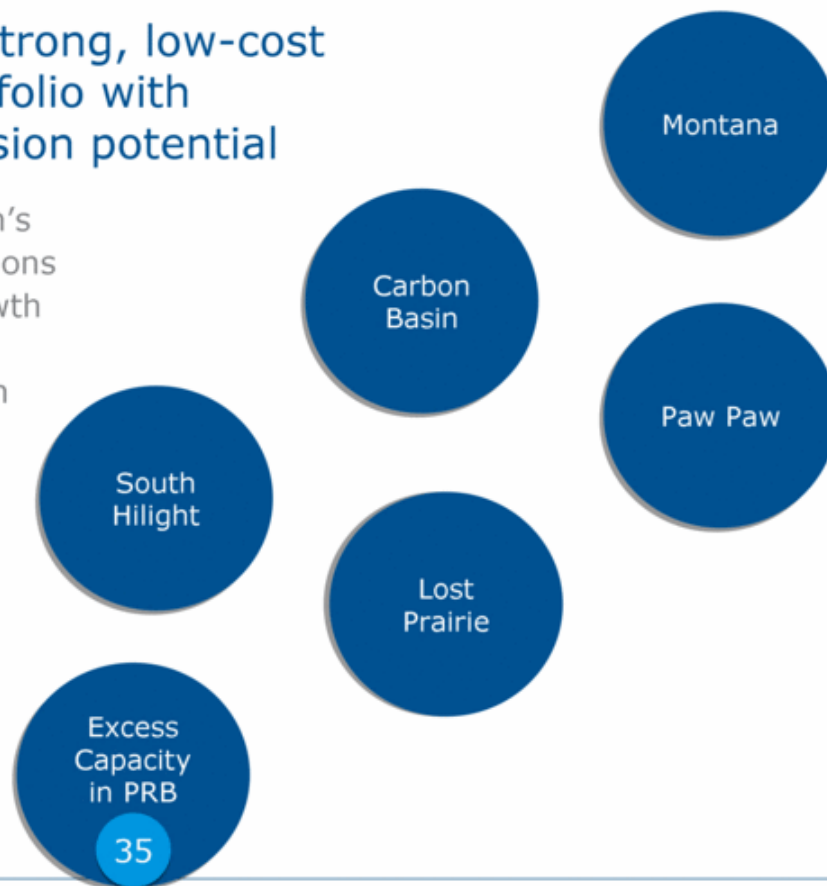 trong, low-cost
folio with
sion potential
n's
ons
wth
n
Montana
Carbon
Basin
Paw Paw
South
Hilight
Lost
Prairie
Excess
Capacity
in PRB
35